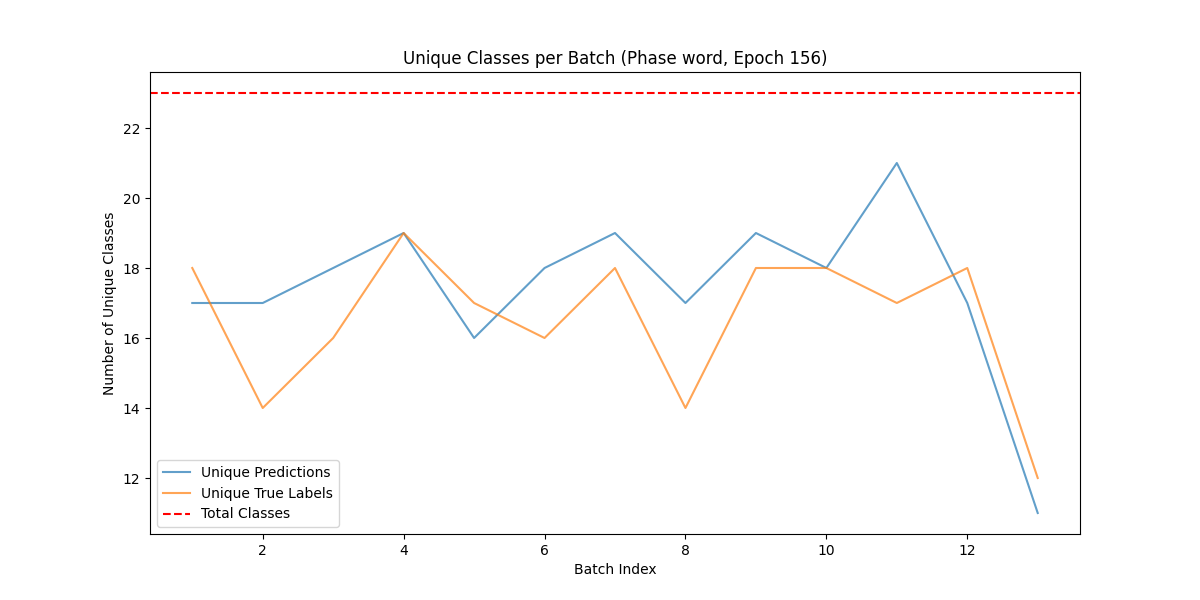 Unique Classes per Batch (Phase word, Epoch 156)
Number of Unique Classes
22
20
18
16
14
12
Unique Predictions
Unique True Labels
Total Classes
2
4
6
8
10
12
Batch Index